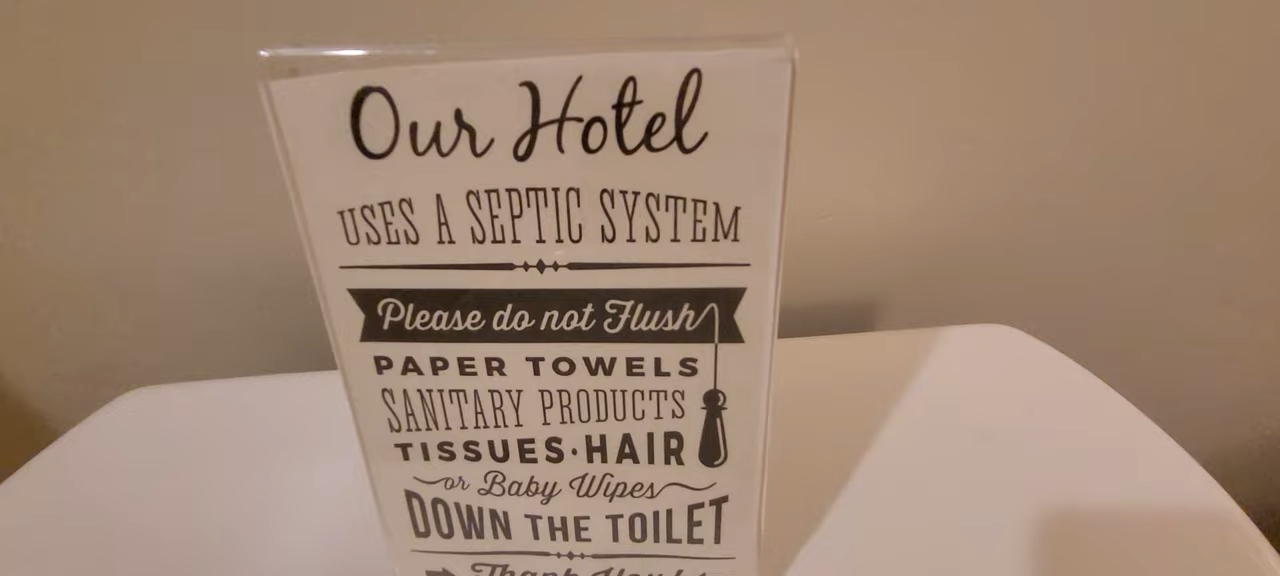 Our Hotel
USES A SEPTIC SYSTEM
Please do not Flush
PAPER TOWELS
SANITARY PRODUCTS
TISSUES·HAIR
or Baby Wipes
DOWN THE TOILET
Thank You!